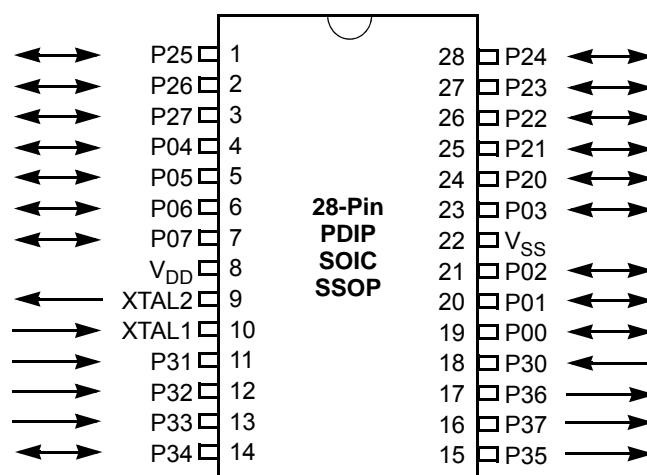 P25 1 28 P24
P26 2 27 P23
P27 3 26 P22
P04 4 25 P21
P05 5 24 P20
P06 6 28-Pin 23 P03
P07 7 PDIP 22 VSS
VDD 8 SOIC 21 P02
XTAL2 9 SSOP 20 P01
XTAL1 10 19 P00
P31 11 18 P30
P32 12 17 P36
P33 13 16 P37
P34 14 15 P35